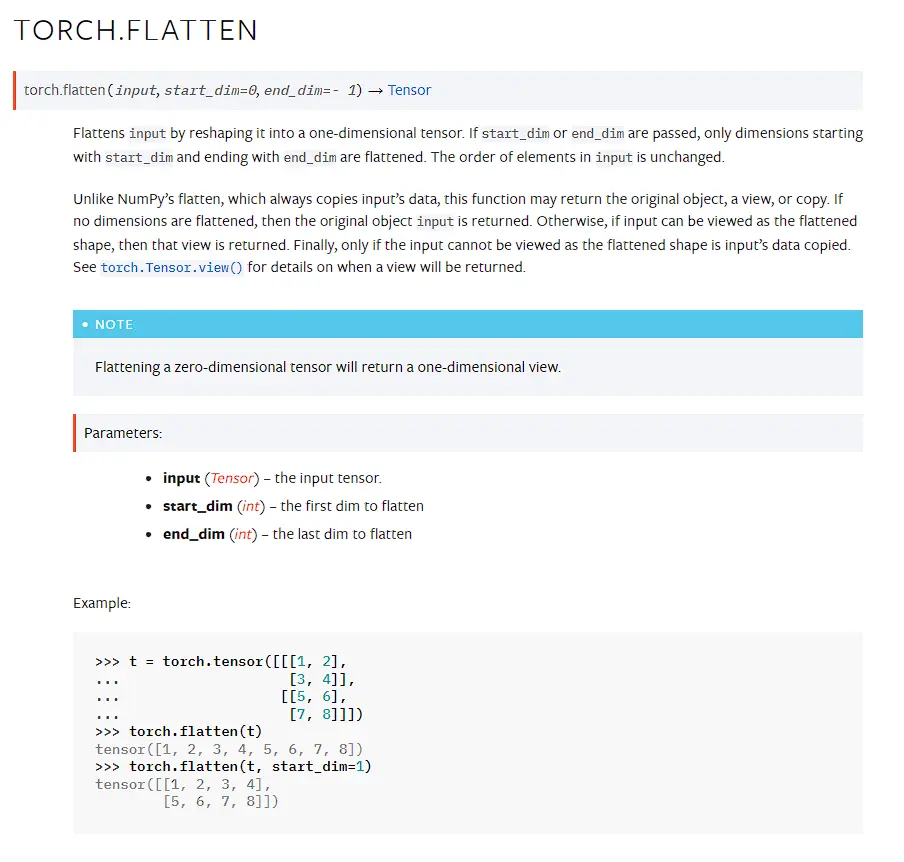 TORCH.FLATTEN
torch.flatten(input, start_dim=0, end_dim=- 1) → Tensor
Flattens input by reshaping it into a one-dimensional tensor. If start_dim or end_dim are passed, only dimensions starting
with start_dim and ending with end_dim are flattened. The order of elements in input is unchanged.
Unlike NumPy’s flatten, which always copies input’s data, this function may return the original object, a view, or copy. If
no dimensions are flattened, then the original object input is returned. Otherwise, if input can be viewed as the flattened
shape, then that view is returned. Finally, only if the input cannot be viewed as the flattened shape is input’s data copied.
See torch.Tensor.view() for details on when a view will be returned.
• NOTE
Flattening a zero-dimensional tensor will return a one-dimensional view.
Parameters:
• input (Tensor) – the input tensor.
• start_dim (int) – the first dim to flatten
• end_dim (int) – the last dim to flatten
Example:
>>> t = torch.tensor([[[1, 2],
...                    [3, 4]],
...                   [[5, 6],
...                    [7, 8]]])
>>> torch.flatten(t)
tensor([1, 2, 3, 4, 5, 6, 7, 8])
>>> torch.flatten(t, start_dim=1)
tensor([[1, 2, 3, 4],
        [5, 6, 7, 8]])